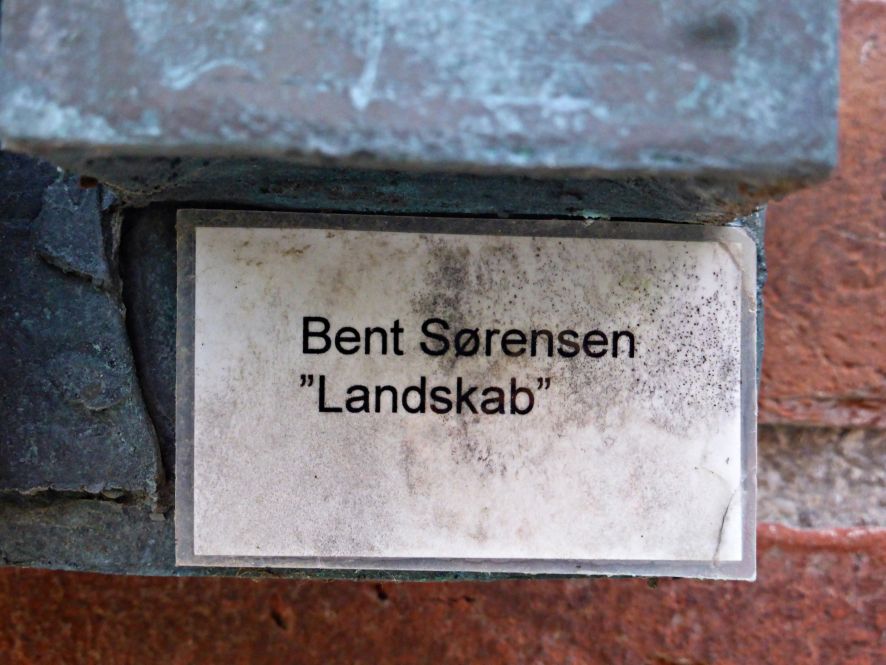 Bent Sørensen
”Landskab”